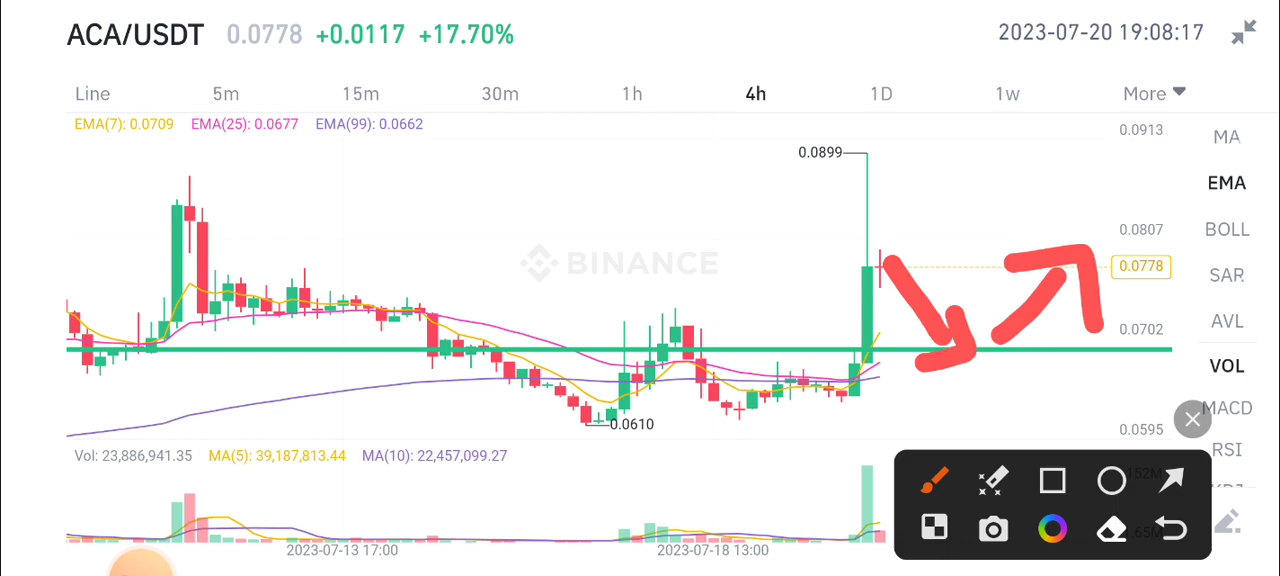 ACA/USDT 0.0778 +0.0117 +17.70% 2023-07-20 19:08:17
Line 5m 15m 30m 1h 4h 1D 1w More
EMA(7): 0.0709 EMA(25): 0.0677 EMA(99): 0.0662
0.0913
MA
0.0899
EMA
0.0807
BOLL
BINANCE
0.0778
SAR
AVL
0.0702
VOL
MACD
0.0610
0.0595
RSI
Vol: 23,886,941.35 MA(5): 39,187,813.44 MA(10): 22,457,099.27
2023-07-13 17:00 2023-07-18 13:00